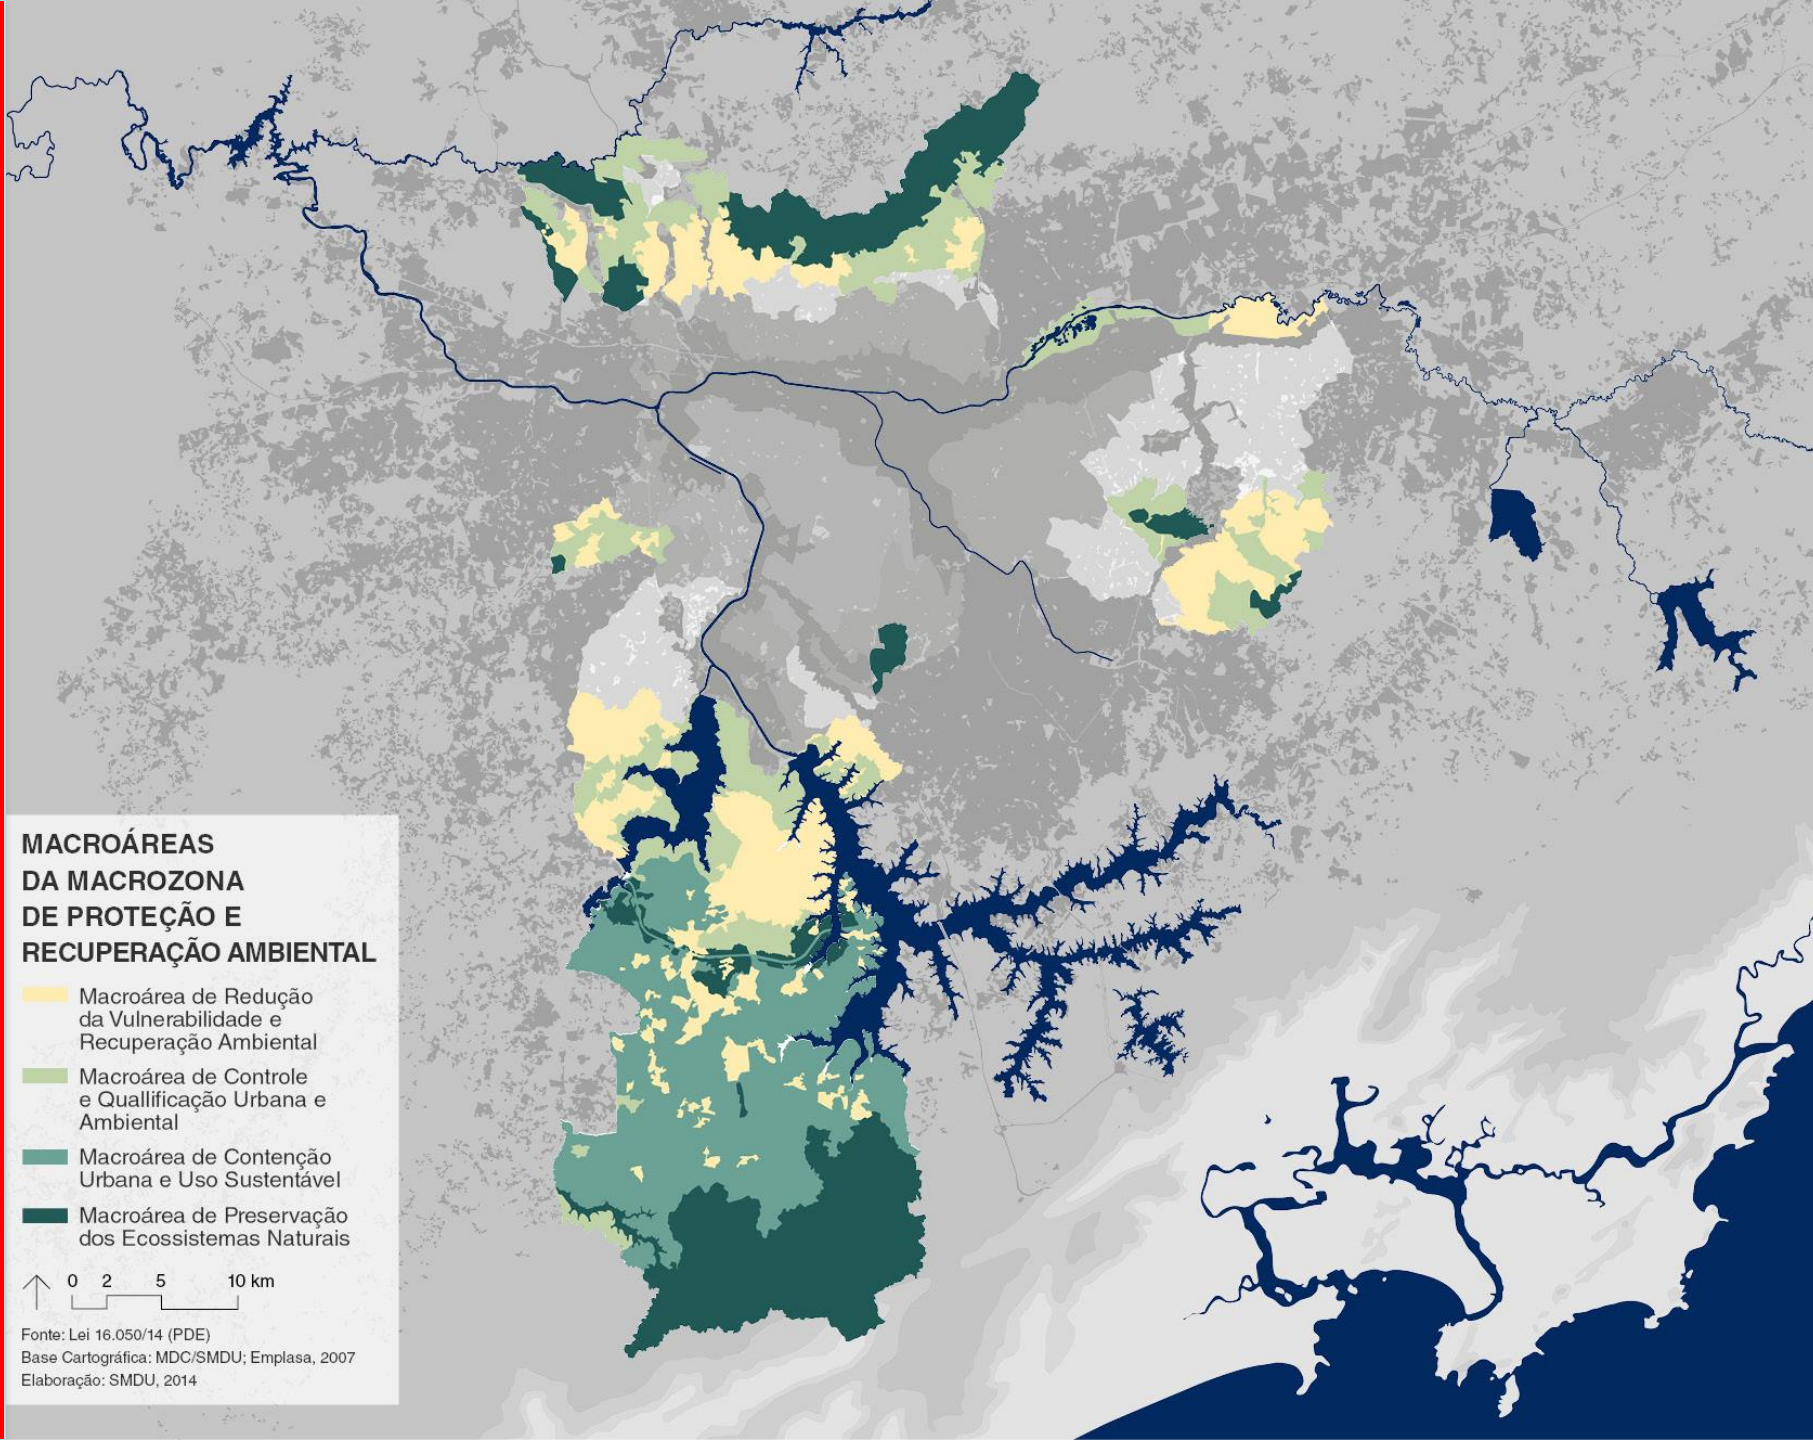 MACROÁREAS
DA MACROZONA
DE PROTEÇÃO E
RECUPERAÇÃO AMBIENTAL
Macroárea de Redução
da Vulnerabilidade e
Recuperação Ambiental
Macroárea de Controle
e Quallificação Urbana e
Ambiental
Macroárea de Contenção
Urbana e Uso Sustentável
Macroárea de Preservação
dos Ecossistemas Naturais
0 2 5 10 km
Fonte: Lei 16.050/14 (PDE)
Base Cartográfica: MDC/SMDU; Emplasa, 2007
Elaboração: SMDU, 2014